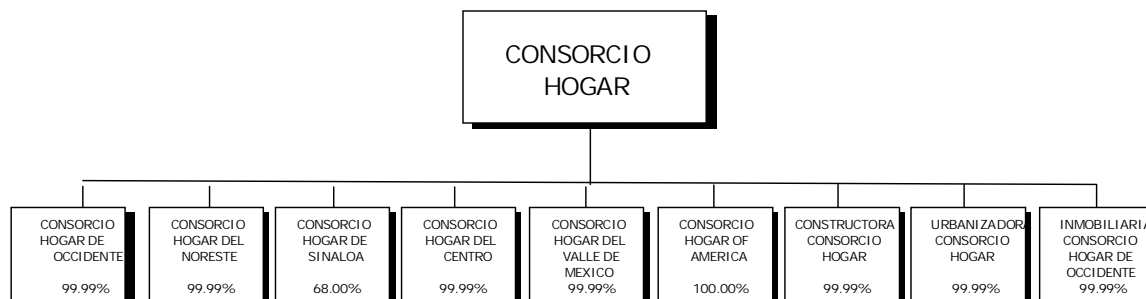 CONSORCIO
HOGAR
CONSORCIO
HOGAR DE
OCCIDENTE
99.99%
CONSORCIO
HOGAR DEL
NORESTE
99.99%
CONSORCIO
HOGAR DE
SINALOA
68.00%
CONSORCIO
HOGAR DEL
CENTRO
99.99%
CONSORCIO
HOGAR DEL
VALLE DE
MEXICO
99.99%
CONSORCIO
HOGAR OF
AMERICA
100.00%
CONSTRUCTORA
CONSORCIO
HOGAR
99.99%
URBANIZADORA
CONSORCIO
HOGAR
99.99%
INMOBILIARIA
CONSORCIO
HOGAR DE
OCCIDENTE
99.99%